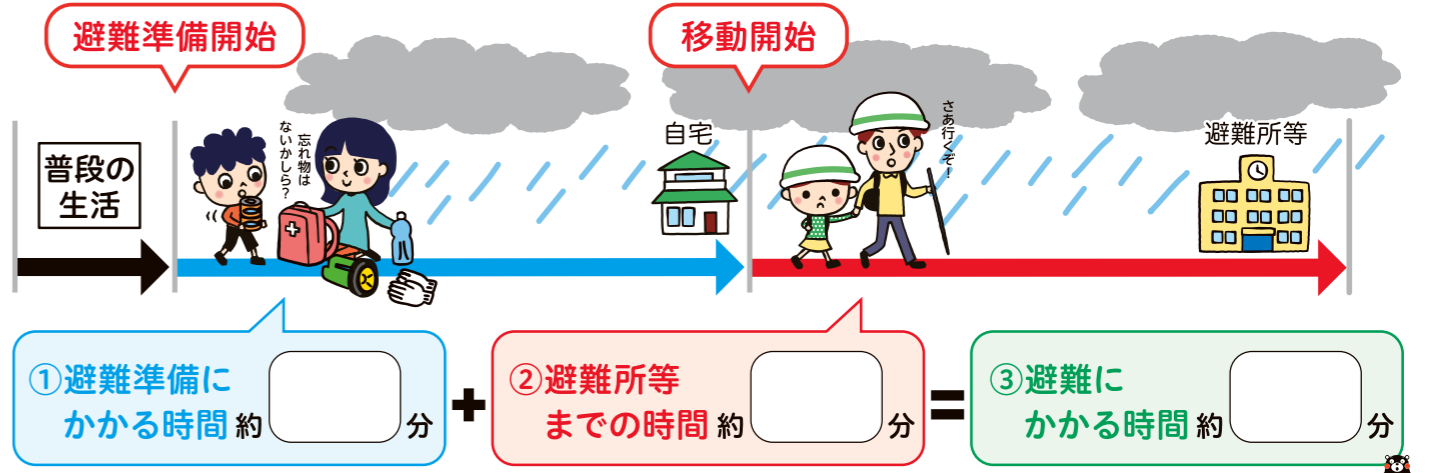 避難準備開始
移動開始
普段の
生活
忘れ物は
ないかしら?
自宅
さあ行くぞ!
避難所等
①避難準備に
かかる時間 約 分
+
②避難所等
までの時間 約 分
=
③避難に
かかる時間 約 分